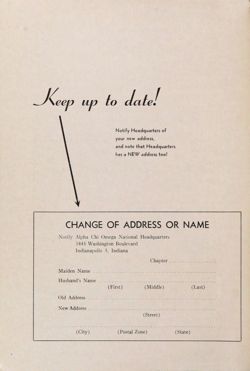 Keep up to date!
Notify Headquarters of
your new address,
and note that Headquarters
has a NEW address too!
CHANGE OF ADDRESS OR NAME
Notify Alpha Chi Omega National Headquarters
3445 Washington Boulevard
Indianapolis 5, Indiana
Chapter
Maiden Name
Husband's Name
(First) (Middle) (Last)
Old Address
New Address
(Street)
(City) (Postal Zone) (State)